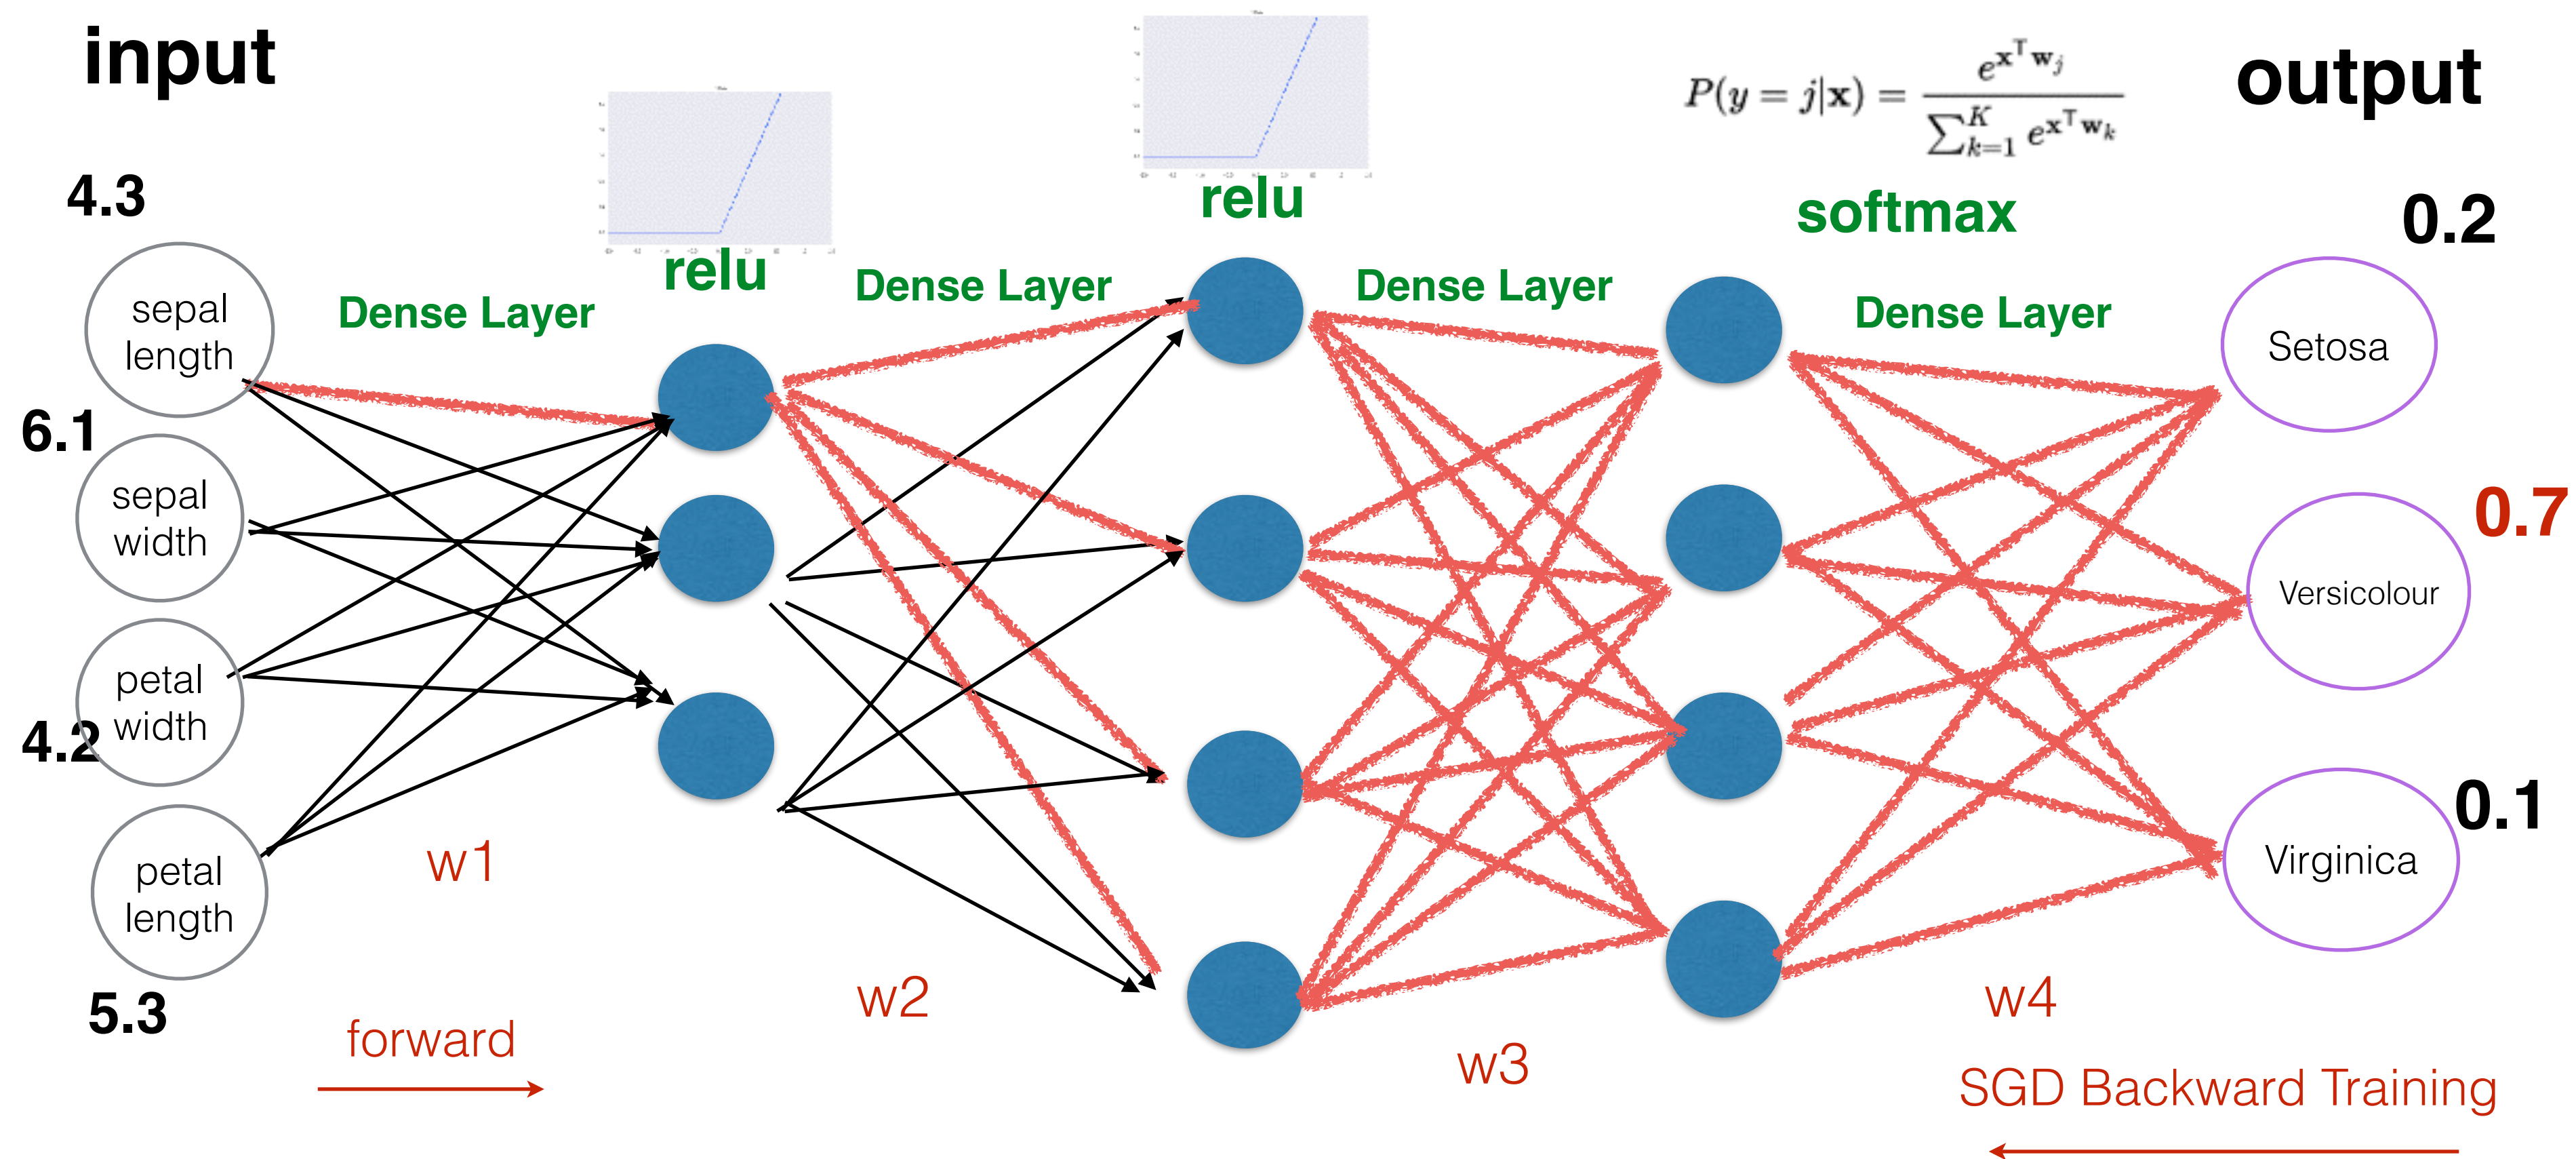 input
output
P(y = j|x) = e^{x^⊤ w_j} / ∑_{k=1}^{K} e^{x^⊤ w_k}
relu
relu
softmax
Dense Layer
Dense Layer
Dense Layer
Dense Layer
4.3
sepal
length
6.1
sepal
width
petal
width
4.2
petal
length
5.3
0.2
Setosa
0.7
Versicolour
0.1
Virginica
w1
w2
w3
w4
forward
SGD Backward Training